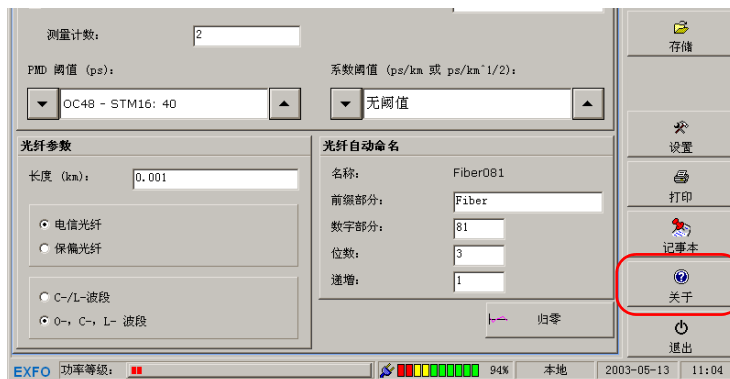 测量计数: 2
PMD 阈值 (ps): 系数阈值 (ps/km 或 ps/km^1/2):
OC48 - STM16: 40 无阈值
光纤参数
长度 (km): 0.001
电信光纤
保偏光纤
C-/L-波段
O-, C-, L- 波段
光纤自动命名
名称: Fiber081
前缀部分: Fiber
数字部分: 81
位数: 3
递增: 1
归零
存储
设置
打印
记事本
关于
退出
EXFO 功率等级: 94% 本地 2003-05-13 11:04